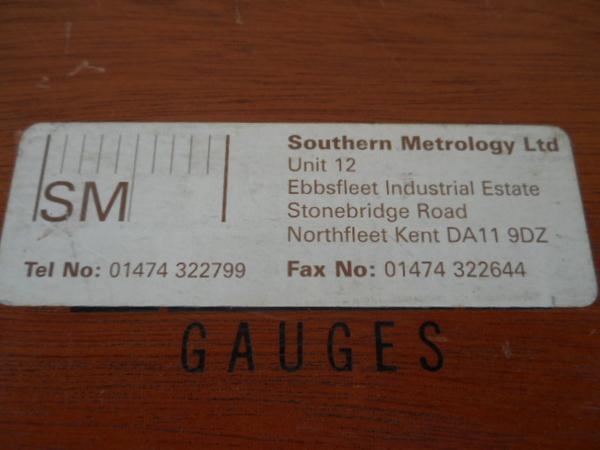 SM
Southern Metrology Ltd
Unit 12
Ebbsfleet Industrial Estate
Stonebridge Road
Northfleet Kent DA11 9DZ
Tel No: 01474 322799
Fax No: 01474 322644
GAUGES